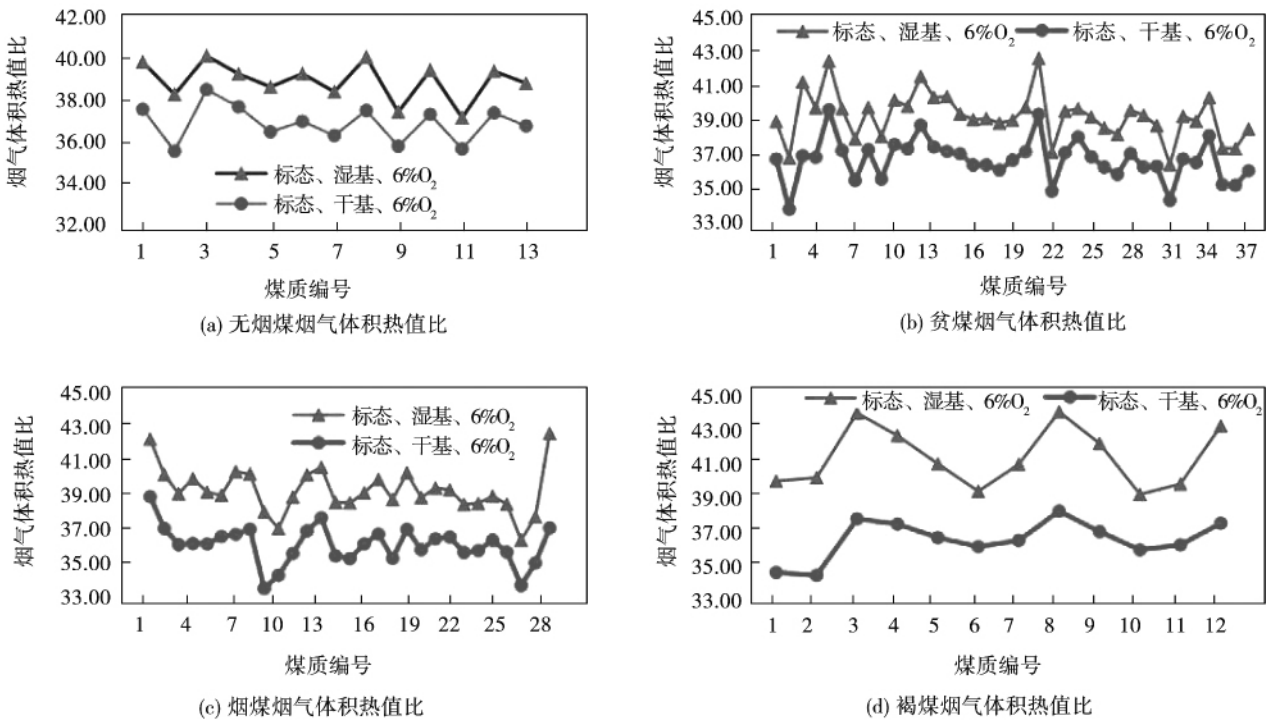 42.00
40.00
38.00
36.00
34.00
32.00
烟气体积热值比
标态、湿基、6%O2
标态、干基、6%O2
1 3 5 7 9 11 13
煤质编号
(a) 无烟煤烟气体积热值比
45.00
43.00
41.00
39.00
37.00
35.00
33.00
烟气体积热值比
标态、湿基、6%O2 标态、干基、6%O2
1 4 7 10 13 16 19 22 25 28 31 34 37
煤质编号
(b) 贫煤烟气体积热值比
45.00
43.00
41.00
39.00
37.00
35.00
33.00
烟气体积热值比
标态、湿基、6%O2
标态、干基、6%O2
1 4 7 10 13 16 19 22 25 28
煤质编号
(c) 烟煤烟气体积热值比
45.00
43.00
41.00
39.00
37.00
35.00
33.00
烟气体积热值比
标态、湿基、6%O2 标态、干基、6%O2
1 2 3 4 5 6 7 8 9 10 11 12
煤质编号
(d) 褐煤烟气体积热值比